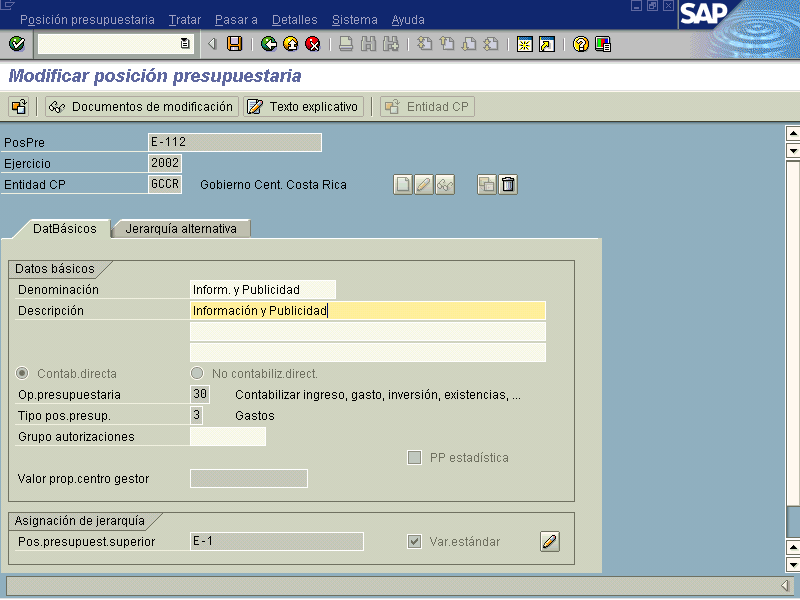 Posición presupuestaria Tratar Pasar a Detalles Sistema Ayuda
SAP
Modificar posición presupuestaria
Documentos de modificación Texto explicativo Entidad CP
PosPre E-112
Ejercicio 2002
Entidad CP GCCR Gobierno Cent. Costa Rica
DatBásicos Jerarquía alternativa
Datos básicos
Denominación Inform. y Publicidad
Descripción Información y Publicidad
Contab.directa No contabiliz.direct.
Op.presupuestaria 30 Contabilizar ingreso, gasto, inversión, existencias, ...
Tipo pos.presup. 3 Gastos
Grupo autorizaciones
PP estadística
Valor prop.centro gestor
Asignación de jerarquía
Pos.presupuest.superior E-1 Var.estándar